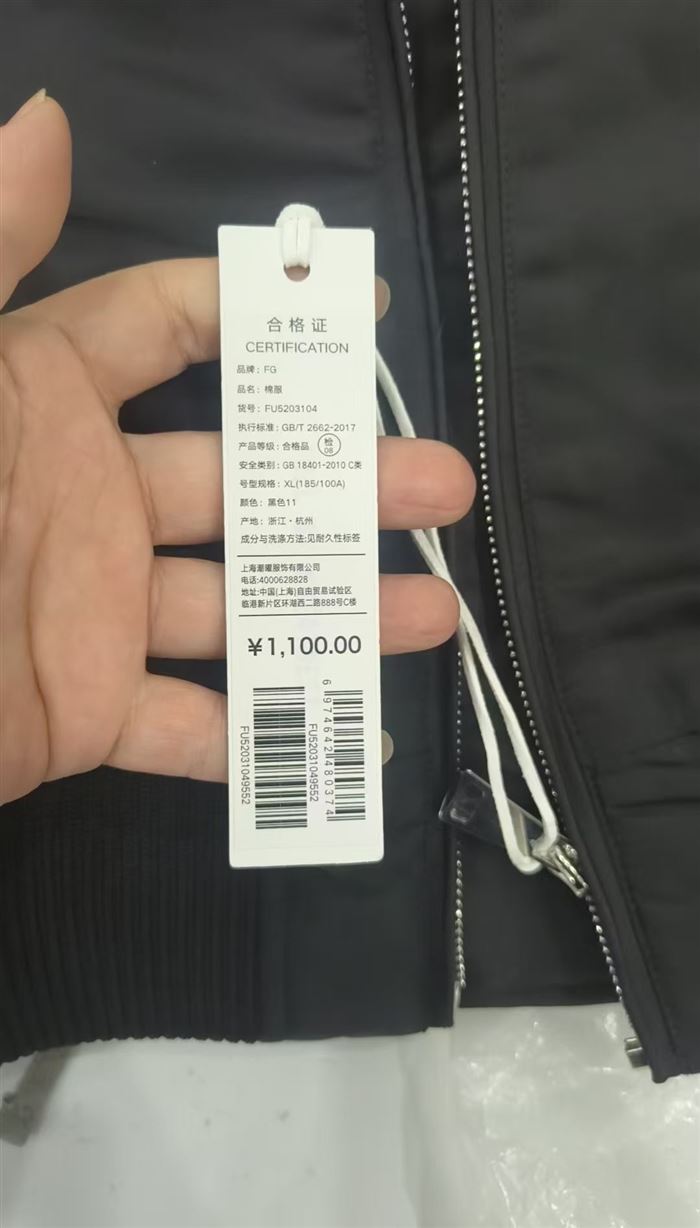 合格证
CERTIFICATION
品牌: FG
品名: 棉服
货号: FU5203104
执行标准: GB/T 2662-2017
产品等级: 合格品 检 08
安全类别: GB 18401-2010 C类
号型规格: XL(185/100A)
颜色: 黑色11
产地: 浙江·杭州
成分与洗涤方法:见耐久性标签
上海潮曜服饰有限公司
电话:4000628828
地址:中国(上海)自由贸易试验区
临港新片区环湖西二路888号C楼
¥1,100.00
FU52031049552
FU52031049552
6974642480374